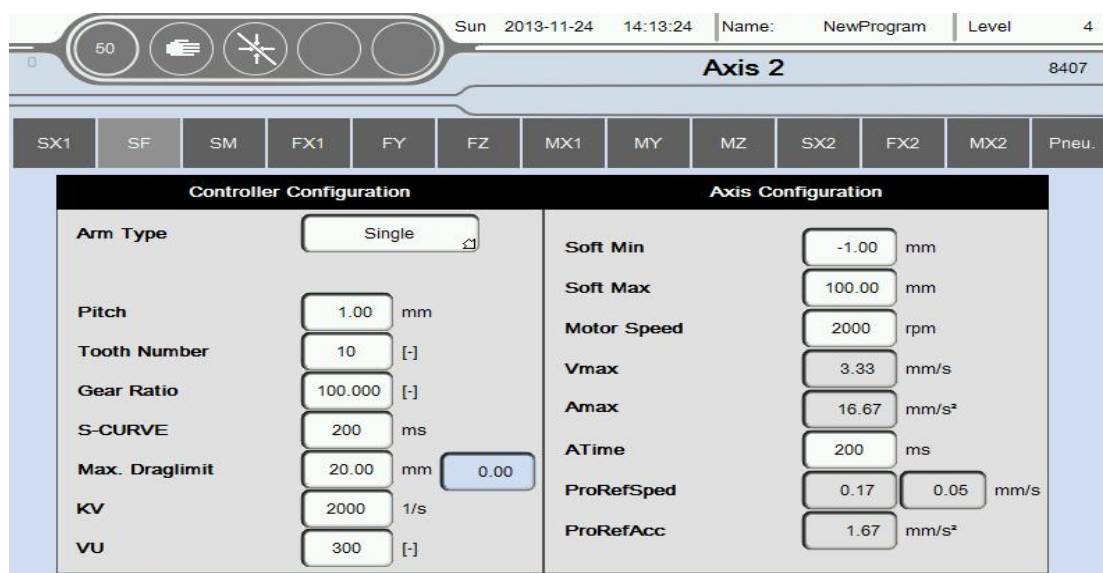 Sun 2013-11-24 14:13:24 Name: NewProgram Level 4
50
0
Axis 2 8407
SX1 SF SM FX1 FY FZ MX1 MY MZ SX2 FX2 MX2 Pneu.
Controller Configuration
Arm Type Single
Pitch 1.00 mm
Tooth Number 10 [-]
Gear Ratio 100.000 [-]
S-CURVE 200 ms
Max. Draglimit 20.00 mm 0.00
KV 2000 1/s
VU 300 [-]
Axis Configuration
Soft Min -1.00 mm
Soft Max 100.00 mm
Motor Speed 2000 rpm
Vmax 3.33 mm/s
Amax 16.67 mm/s²
ATime 200 ms
ProRefSped 0.17 0.05 mm/s
ProRefAcc 1.67 mm/s²